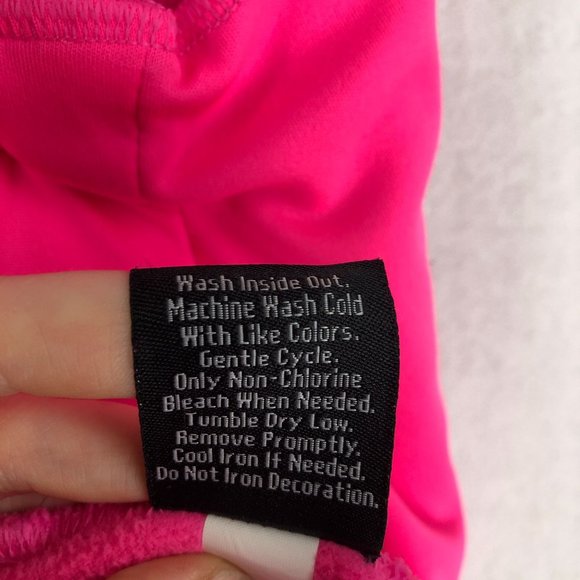 Wash Inside Out.
Machine Wash Cold
With Like Colors.
Gentle Cycle.
Only Non-Chlorine
Bleach When Needed.
Tumble Dry Low.
Remove Promptly.
Cool Iron If Needed.
Do Not Iron Decoration.